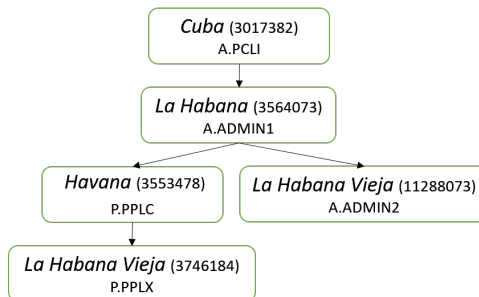 Cuba (3017382)
A.PCLI
La Habana (3564073)
A.ADMIN1
Havana (3553478)
P.PPLC
La Habana Vieja (11288073)
A.ADMIN2
La Habana Vieja (3746184)
P.PPLX